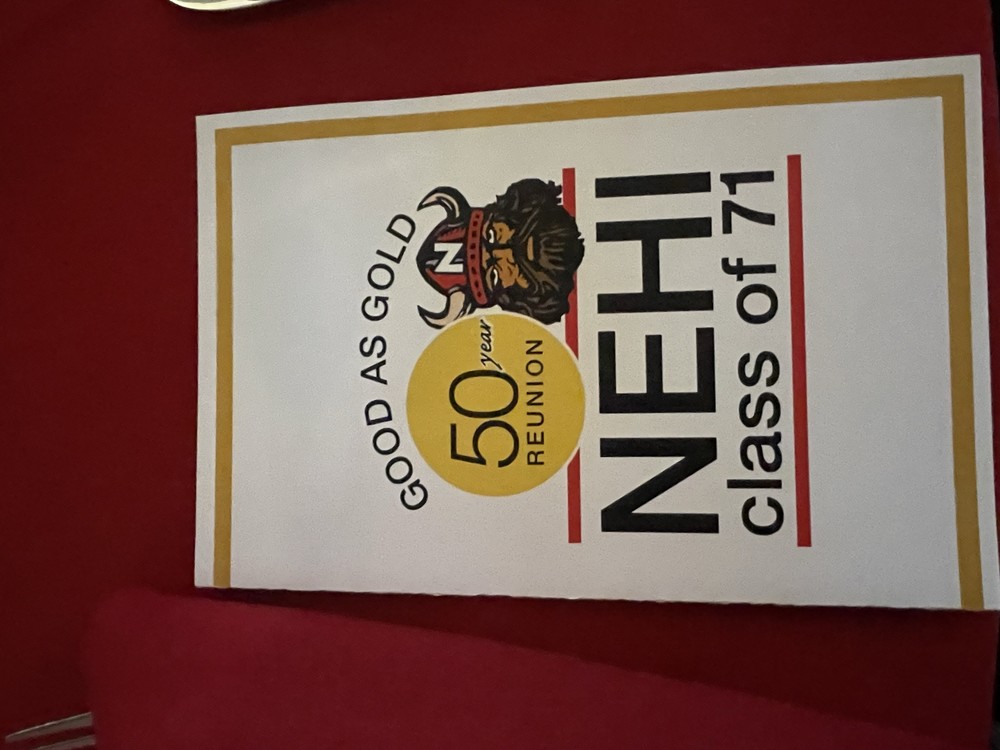 GOOD AS GOLD
N
50 year
REUNION
NEHI
class of 71